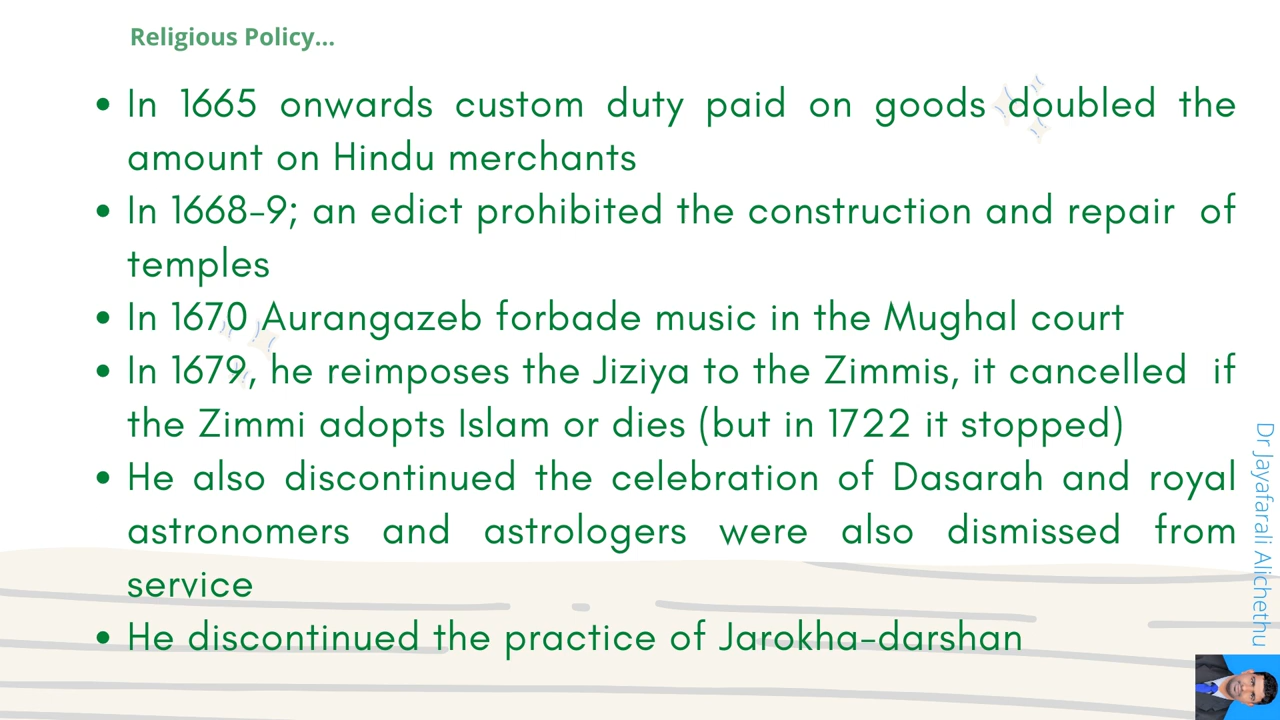 Religious Policy...
• In 1665 onwards custom duty paid on goods doubled the
amount on Hindu merchants
• In 1668-9; an edict prohibited the construction and repair of
temples
• In 1670 Aurangazeb forbade music in the Mughal court
• In 1679, he reimposes the Jiziya to the Zimmis, it cancelled if
the Zimmi adopts Islam or dies (but in 1722 it stopped)
• He also discontinued the celebration of Dasarah and royal
astronomers and astrologers were also dismissed from
service
• He discontinued the practice of Jarokha-darshan
Dr Jayafarali Alichethu